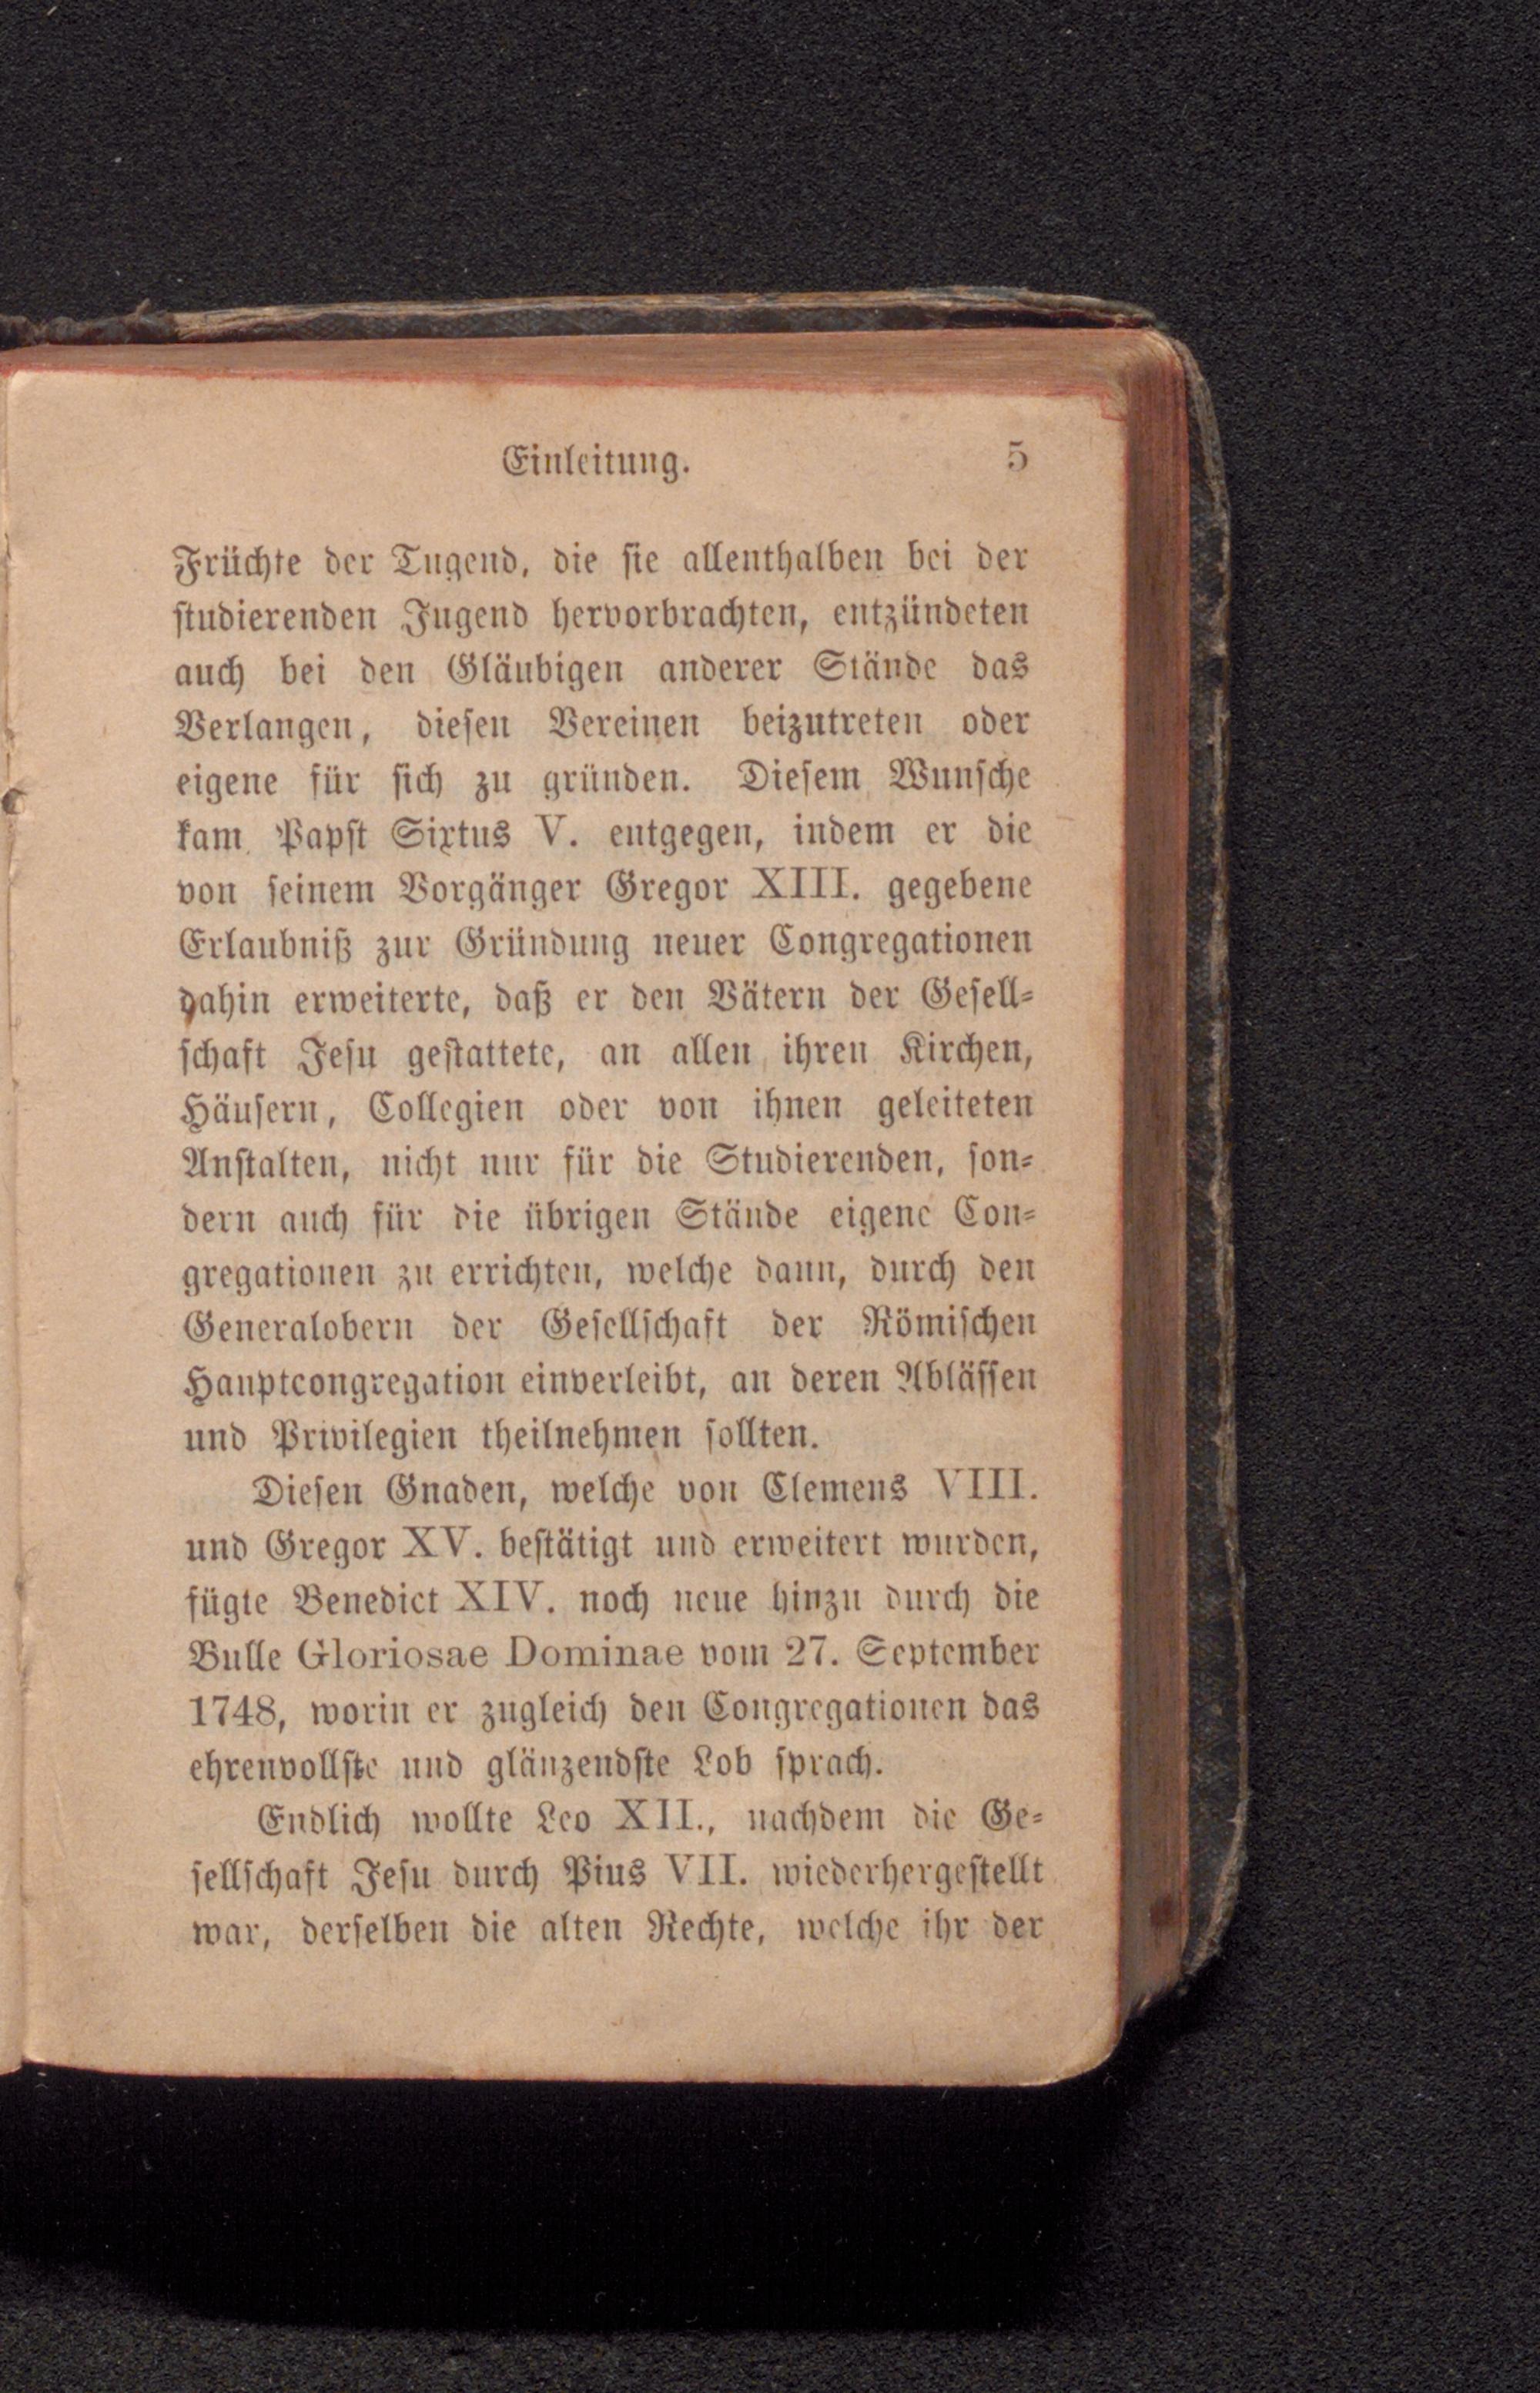 Einleitung. 5
Früchte der Tugend, die sie allenthalben bei der
studierenden Jugend hervorbrachten, entzündeten
auch bei den Gläubigen anderer Stände das
Verlangen, diesen Vereinen beizutreten oder
eigene für sich zu gründen. Diesem Wunsche
kam Papst Sixtus V. entgegen, indem er die
von seinem Vorgänger Gregor XIII. gegebene
Erlaubniß zur Gründung neuer Congregationen
dahin erweiterte, daß er den Vätern der Gesell-
schaft Jesu gestattete, an allen ihren Kirchen,
Häusern, Collegien oder von ihnen geleiteten
Anstalten, nicht nur für die Studierenden, son-
dern auch für die übrigen Stände eigene Con-
gregationen zu errichten, welche dann, durch den
Generalobern der Gesellschaft der Römischen
Hauptcongregation einverleibt, an deren Ablässen
und Privilegien theilnehmen sollten.
Diesen Gnaden, welche von Clemens VIII.
und Gregor XV. bestätigt und erweitert wurden,
fügte Benedict XIV. noch neue hinzu durch die
Bulle Gloriosae Dominae vom 27. September
1748, worin er zugleich den Congregationen das
ehrenvollste und glänzendste Lob sprach.
Endlich wollte Leo XII., nachdem die Ge-
sellschaft Jesu durch Pius VII. wiederhergestellt
war, derselben die alten Rechte, welche ihr der